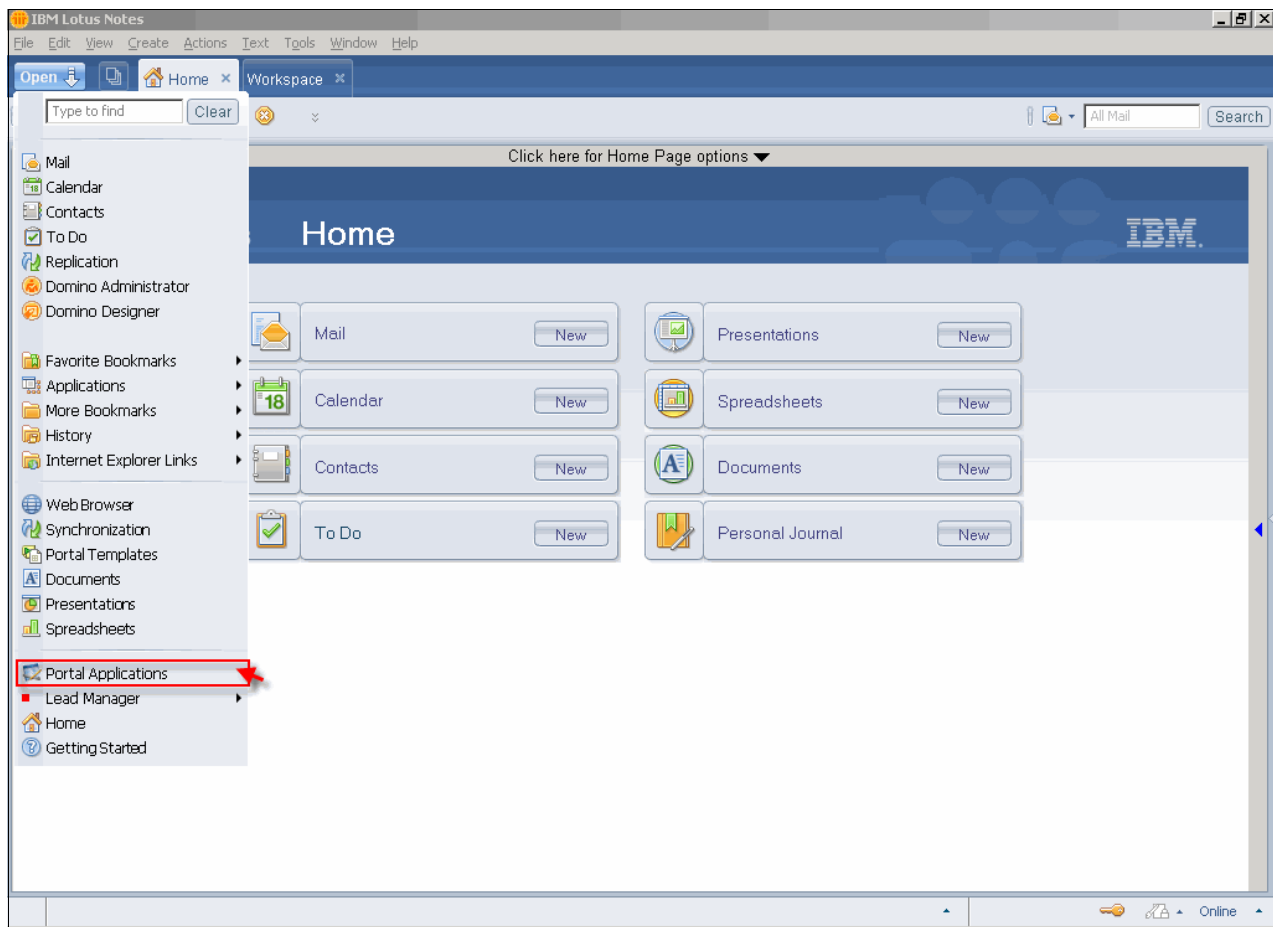 IBM Lotus Notes
File Edit View Create Actions Text Tools Window Help
Open Home Workspace
Type to find Clear
All Mail Search
Click here for Home Page options
Home
IBM.
Mail
Calendar
Contacts
To Do
Replication
Domino Administrator
Domino Designer
Favorite Bookmarks
Applications
More Bookmarks
History
Internet Explorer Links
Web Browser
Synchronization
Portal Templates
Documents
Presentations
Spreadsheets
Portal Applications
Lead Manager
Home
Getting Started
Mail New
Presentations New
18 Calendar New
Spreadsheets New
Contacts New
A Documents New
To Do New
Personal Journal New
Online